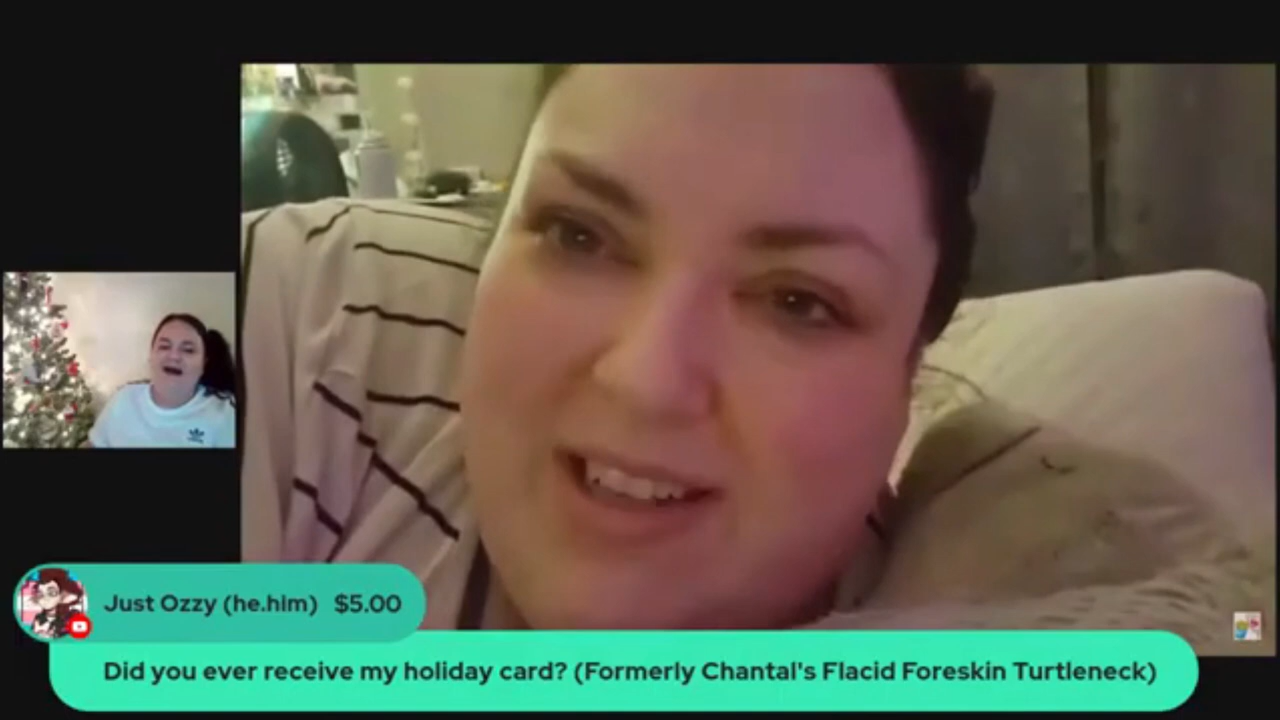 Just Ozzy (he.him) $5.00
Did you ever receive my holiday card? (Formerly Chantal's Flacid Foreskin Turtleneck)